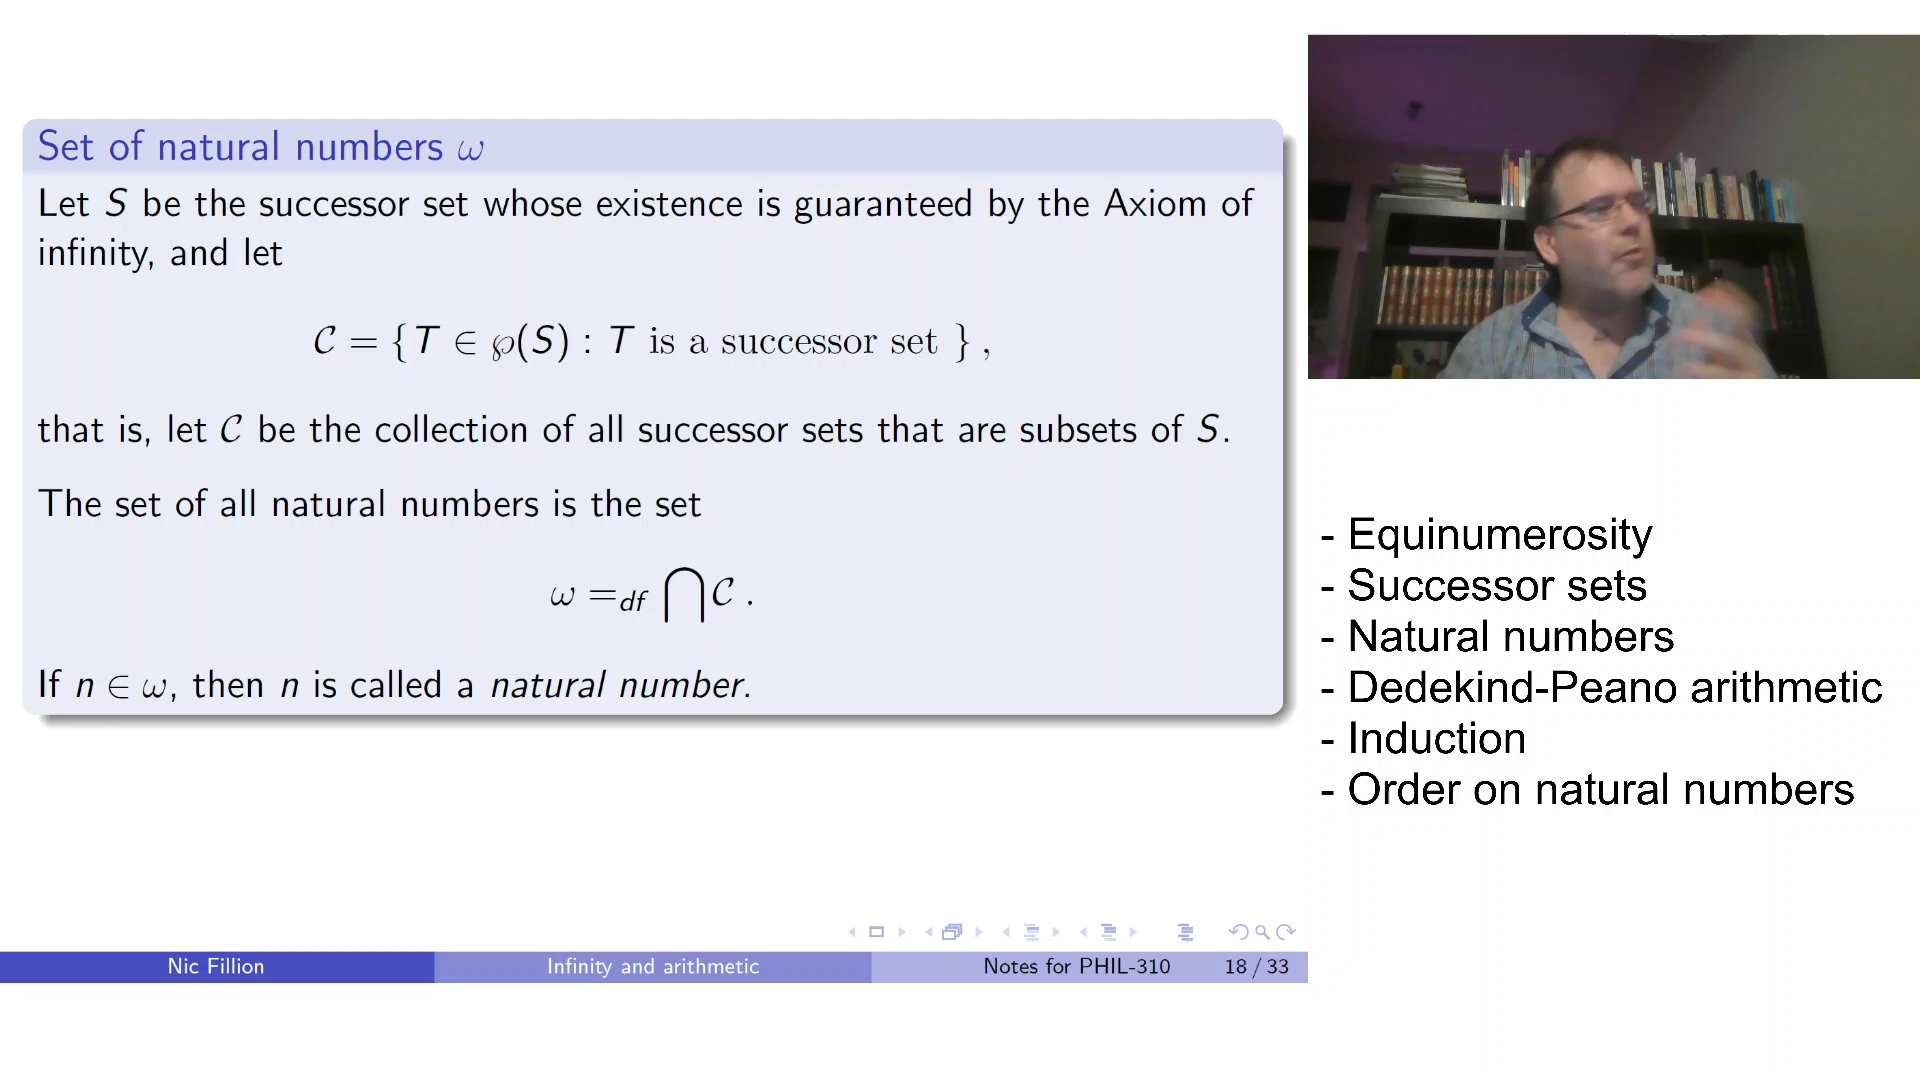 Set of natural numbers ω
Let S be the successor set whose existence is guaranteed by the Axiom of
infinity, and let
𝒞 = { T ∈ ℘(S) : T is a successor set } ,
that is, let 𝒞 be the collection of all successor sets that are subsets of S.
The set of all natural numbers is the set
ω =df ⋂ 𝒞 .
If n ∈ ω, then n is called a natural number.
- Equinumerosity
- Successor sets
- Natural numbers
- Dedekind-Peano arithmetic
- Induction
- Order on natural numbers
Nic Fillion Infinity and arithmetic Notes for PHIL-310 18 / 33